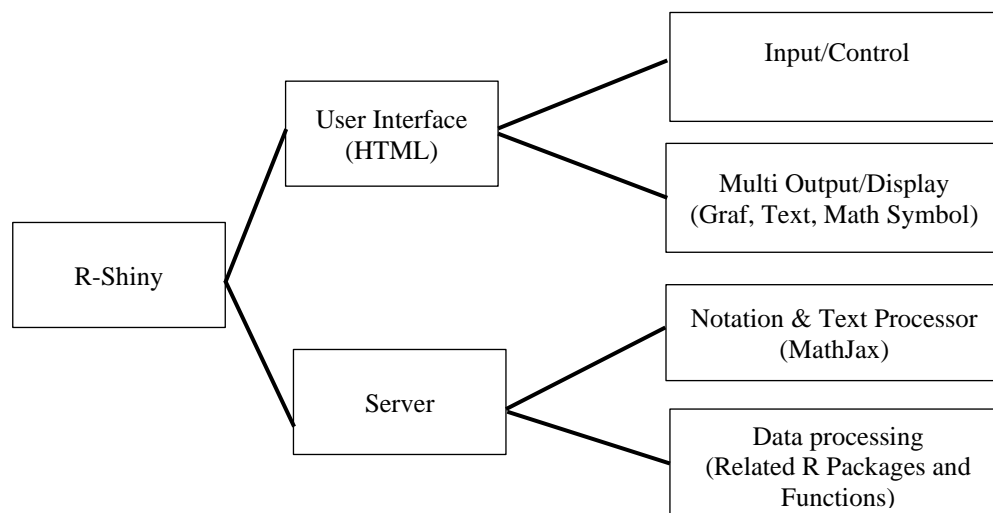 Input/Control
User Interface
(HTML)
Multi Output/Display
(Graf, Text, Math Symbol)
R-Shiny
Notation & Text Processor
(MathJax)
Server
Data processing
(Related R Packages and
Functions)